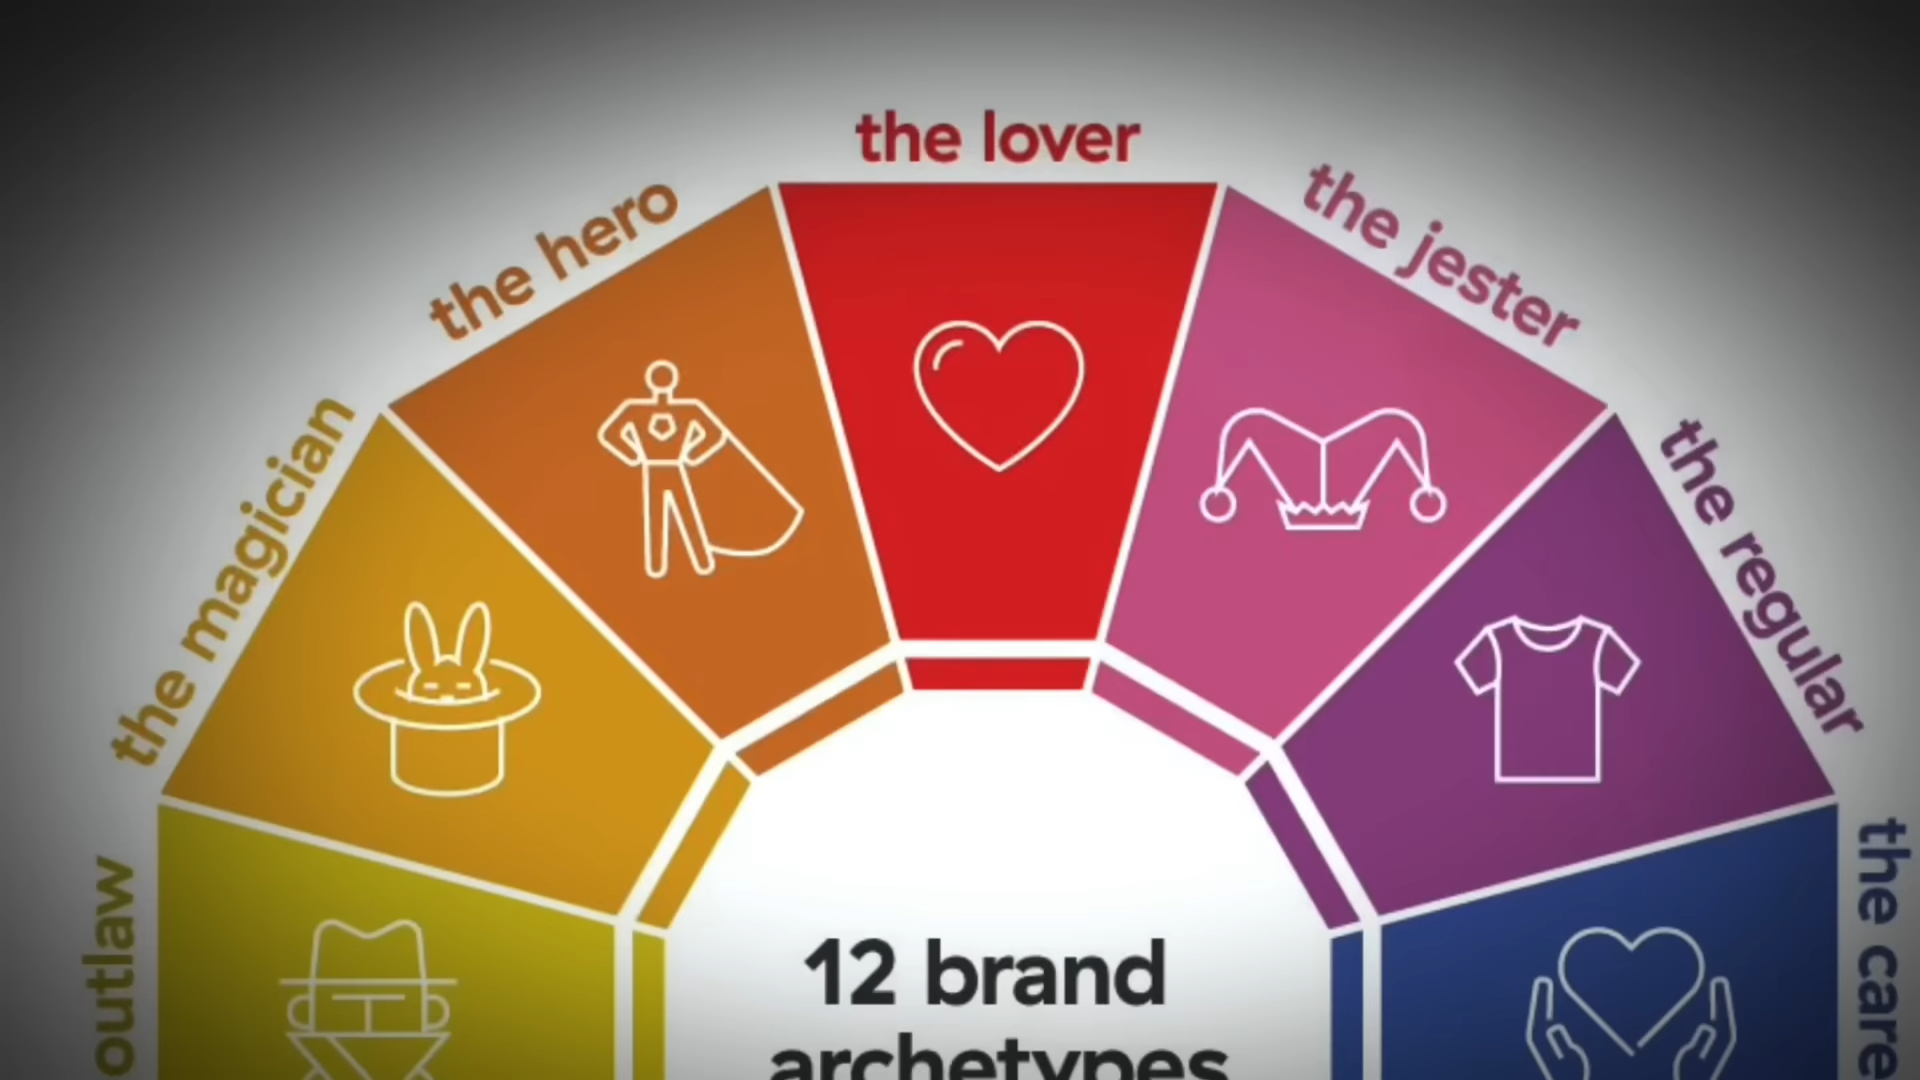 the lover
the hero
the jester
the magician
the regular
outlaw
the care
12 brand
archetypes